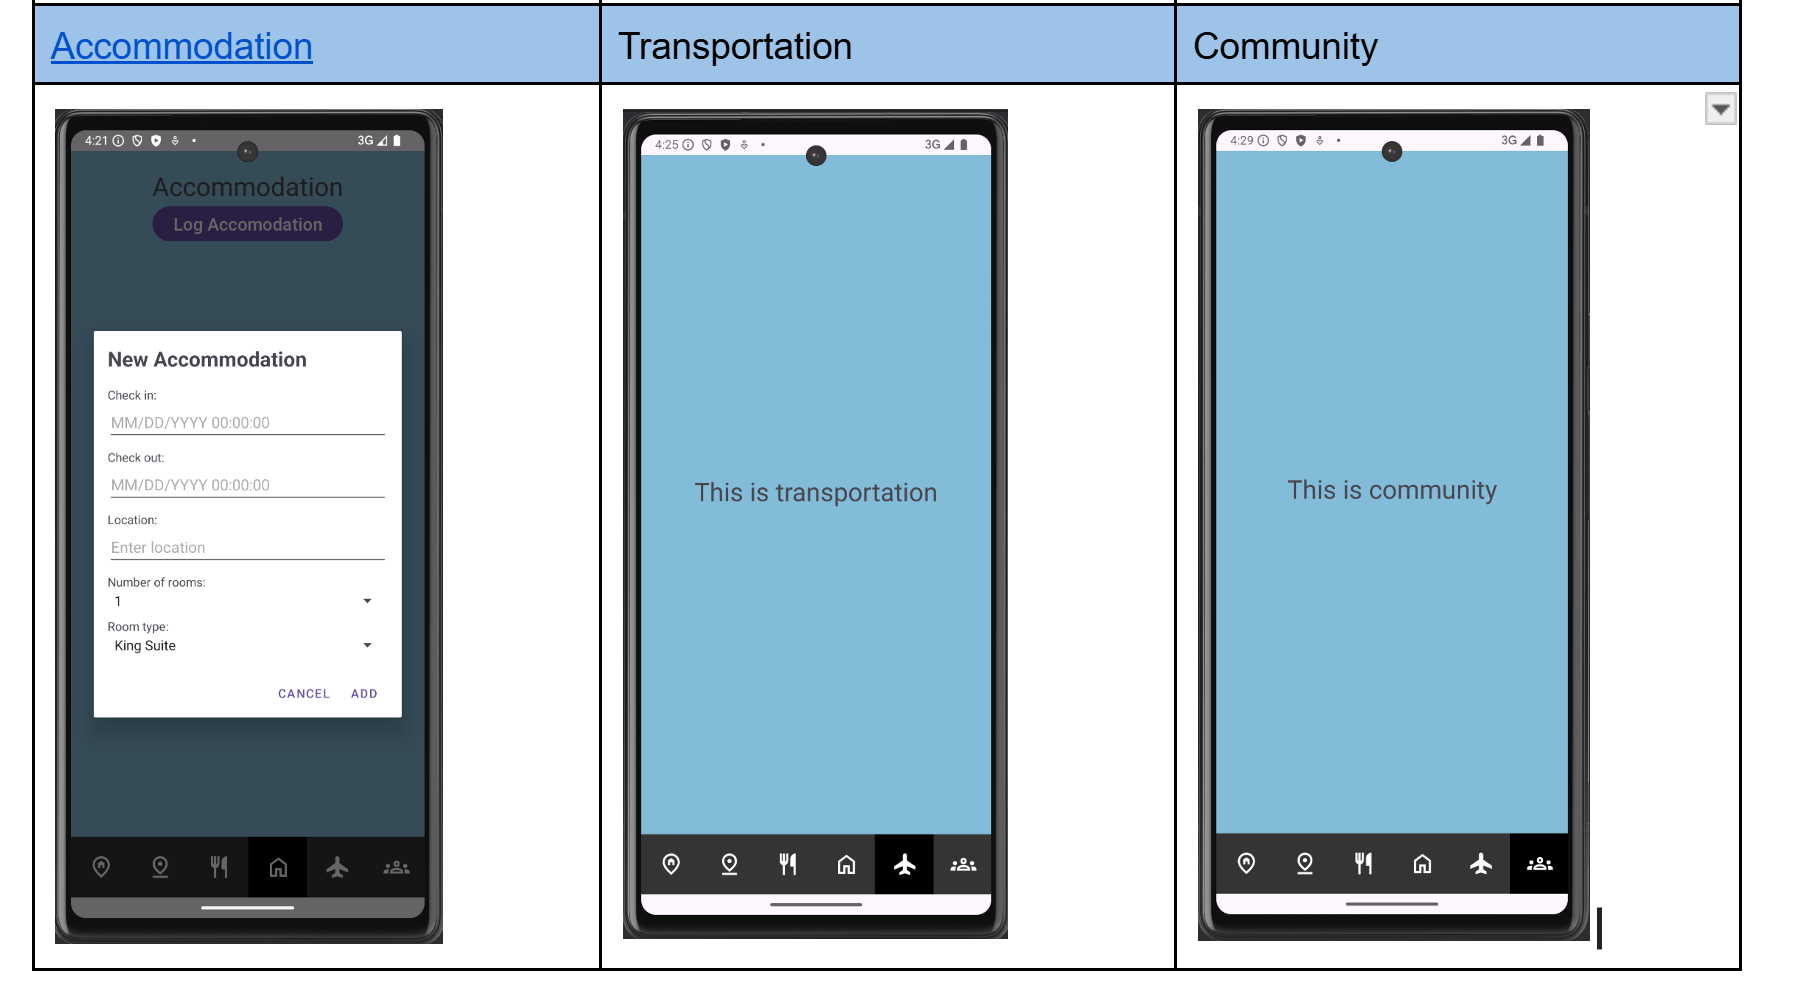 Accommodation
Transportation
Community
4:21
3G
Accommodation
Log Accomodation
New Accommodation
Check in:
MM/DD/YYYY 00:00:00
Check out:
MM/DD/YYYY 00:00:00
Location:
Enter location
Number of rooms:
1
Room type:
King Suite
CANCEL ADD
4:25
3G
This is transportation
4:29
3G
This is community